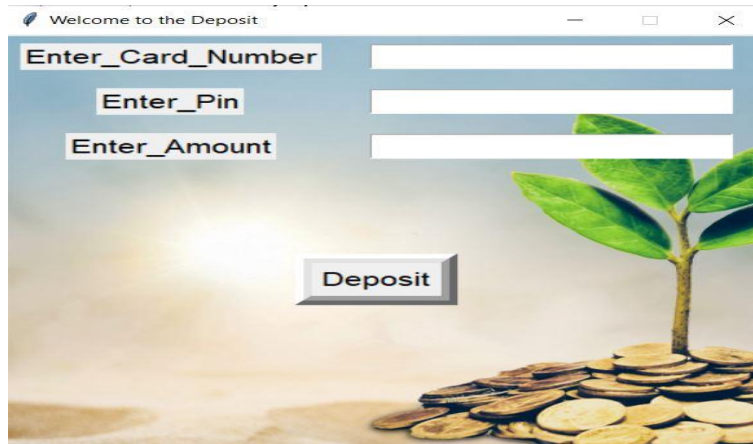 Welcome to the Deposit
Enter_Card_Number
Enter_Pin
Enter_Amount
Deposit